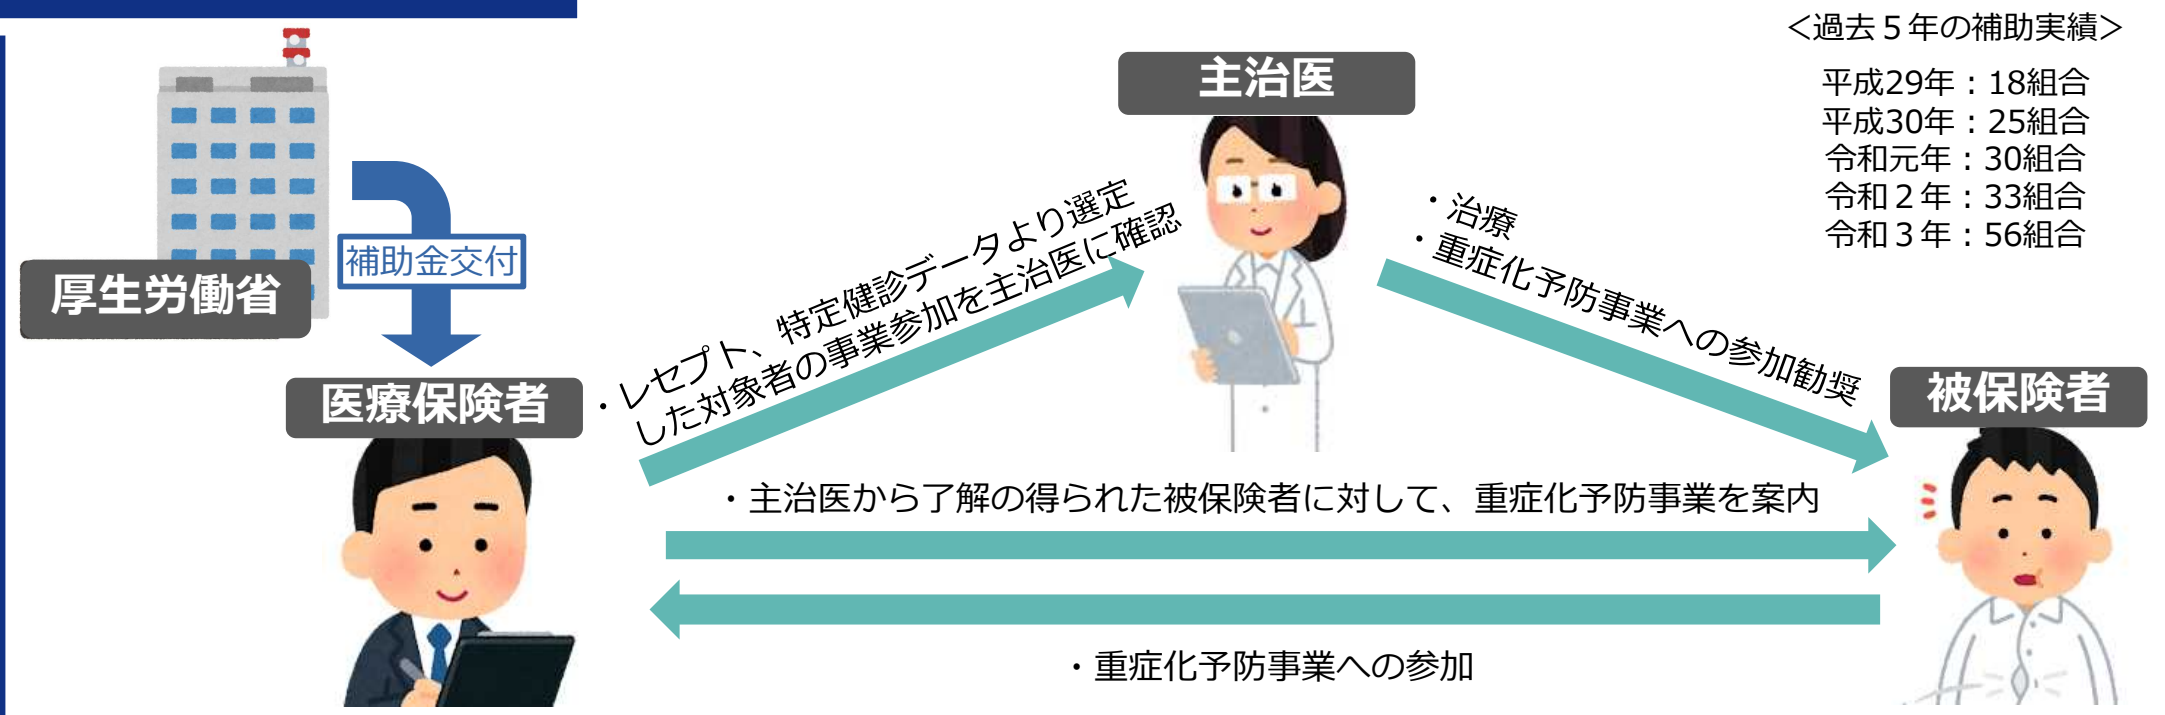 ＜過去５年の補助実績＞
平成29年：18組合
平成30年：25組合
令和元年：30組合
令和２年：33組合
令和３年：56組合
主治医
厚生労働省
補助金交付
医療保険者
・レセプト、特定健診データより選定
した対象者の事業参加を主治医に確認
・治療
・重症化予防事業への参加勧奨
被保険者
・主治医から了解の得られた被保険者に対して、重症化予防事業を案内
・重症化予防事業への参加